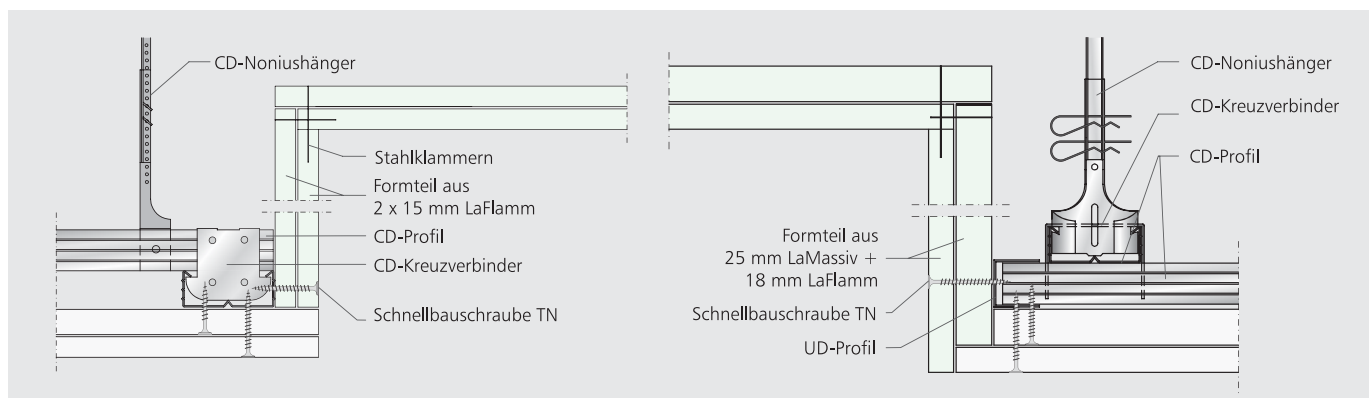 CD-Noniushänger
Stahlklammern
Formteil aus
2 x 15 mm LaFlamm
CD-Profil
CD-Kreuzverbinder
Schnellbauschraube TN
CD-Noniushänger
CD-Kreuzverbinder
CD-Profil
Formteil aus
25 mm LaMassiv +
18 mm LaFlamm
Schnellbauschraube TN
UD-Profil